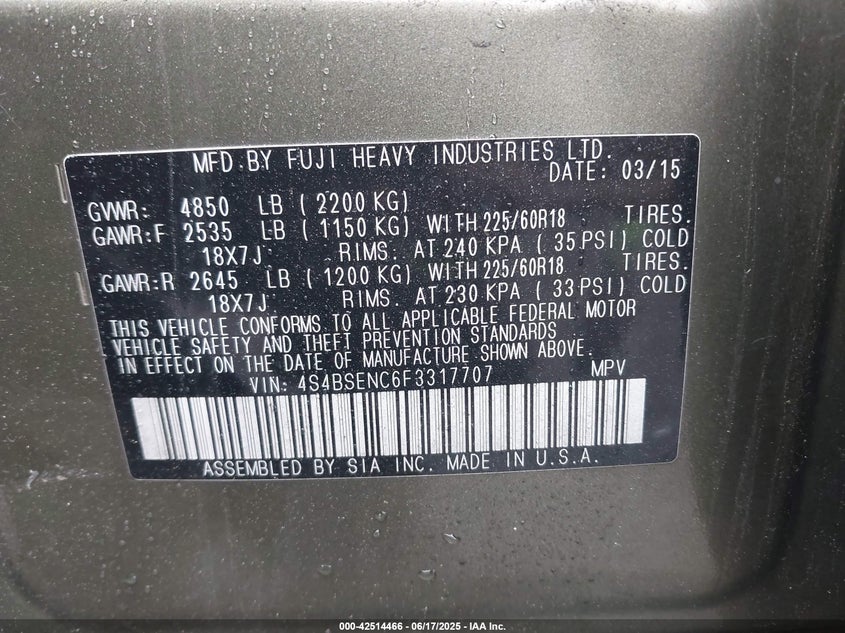 MFD. BY FUJI HEAVY INDUSTRIES LTD.
DATE: 03/15
GVWR: 4850 LB ( 2200 KG)
GAWR:F 2535 LB ( 1150 KG) WITH 225/60R18 TIRES.
18X7J RIMS. AT 240 KPA ( 35 PSI) COLD
GAWR:R 2645 LB ( 1200 KG) WITH 225/60R18 TIRES.
18X7J RIMS. AT 230 KPA ( 33 PSI) COLD
THIS VEHICLE CONFORMS TO ALL APPLICABLE FEDERAL MOTOR
VEHICLE SAFETY AND THEFT PREVENTION STANDARDS
IN EFFECT ON THE DATE OF MANUFACTURE SHOWN ABOVE.
VIN: 4S4BSENC6F3317707 MPV
ASSEMBLED BY SIA INC. MADE IN U.S.A.
000-42514466 - 06/17/2025 - IAA Inc.